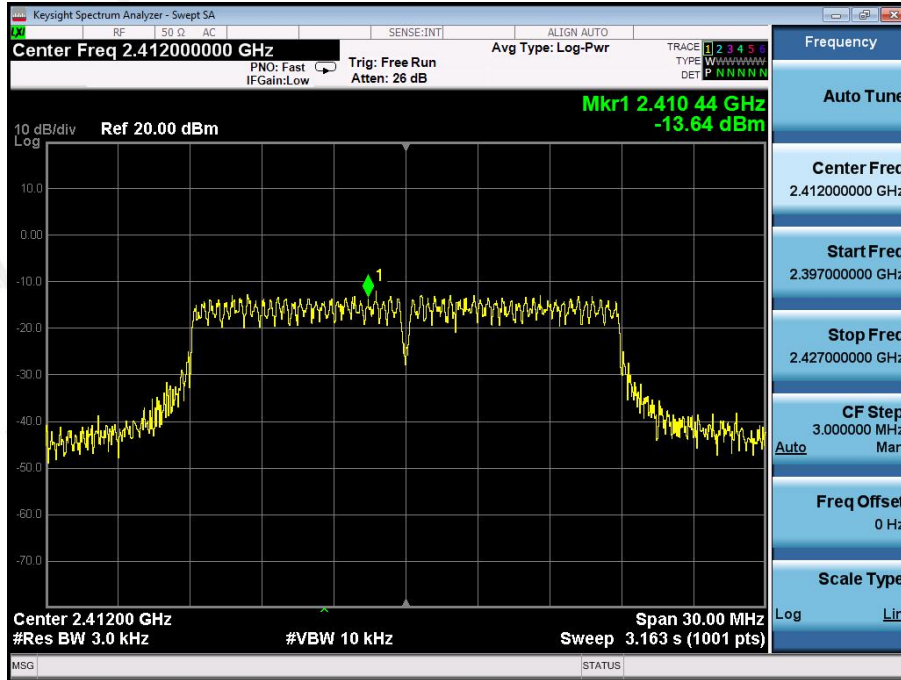 Keysight Spectrum Analyzer - Swept SA
LXI RF 50 Ω AC SENSE:INT ALIGN AUTO
Center Freq 2.412000000 GHz
PNO: Fast
IFGain:Low
Trig: Free Run
Atten: 26 dB
Avg Type: Log-Pwr
TRACE 1 2 3 4 5 6
TYPE WWWWWWW
DET P N N N N N
Mkr1 2.410 44 GHz
-13.64 dBm
10 dB/div Ref 20.00 dBm
Log
10.0
0.00
-10.0
-20.0
-30.0
-40.0
-50.0
-60.0
-70.0
1
Center 2.41200 GHz Span 30.00 MHz
#Res BW 3.0 kHz #VBW 10 kHz Sweep 3.163 s (1001 pts)
MSG STATUS
Frequency
Auto Tune
Center Freq
2.412000000 GHz
Start Freq
2.397000000 GHz
Stop Freq
2.427000000 GHz
CF Step
3.000000 MHz
Auto Man
Freq Offset
0 Hz
Scale Type
Log Lin